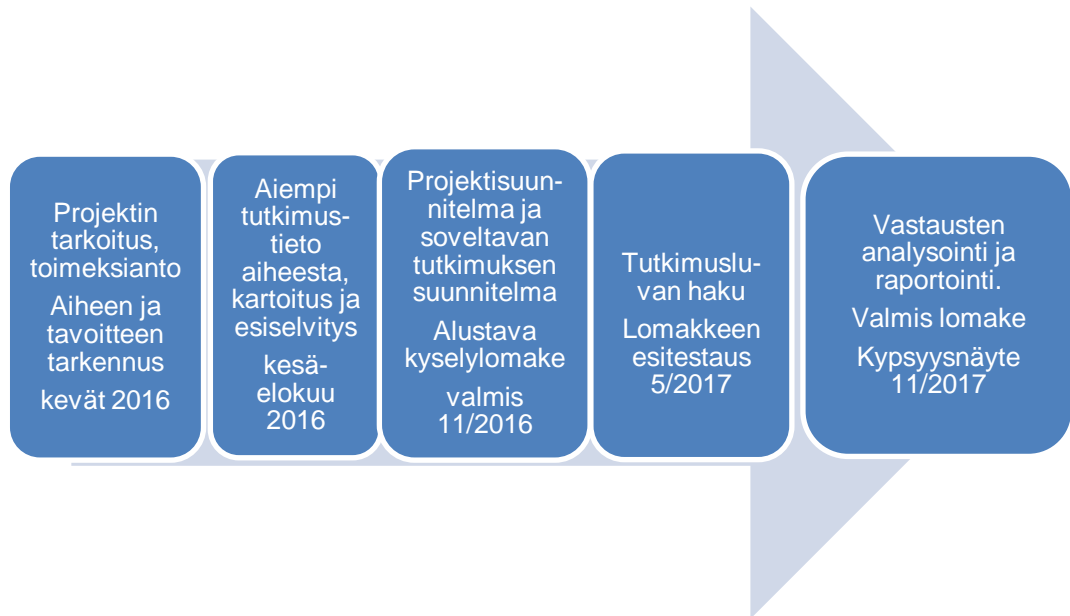 Projektin
tarkoitus,
toimeksianto
Aiheen ja
tavoitteen
tarkennus
kevät 2016
Aiempi
tutkimus-
tieto
aiheesta,
kartoitus ja
esiselvitys
kesä-
elokuu
2016
Projektisuun-
nitelma ja
soveltavan
tutkimuksen
suunnitelma
Alustava
kyselylomake
valmis
11/2016
Tutkimuslu-
van haku
Lomakkeen
esitestaus
5/2017
Vastausten
analysointi ja
raportointi.
Valmis lomake
Kypsyysnäyte
11/2017